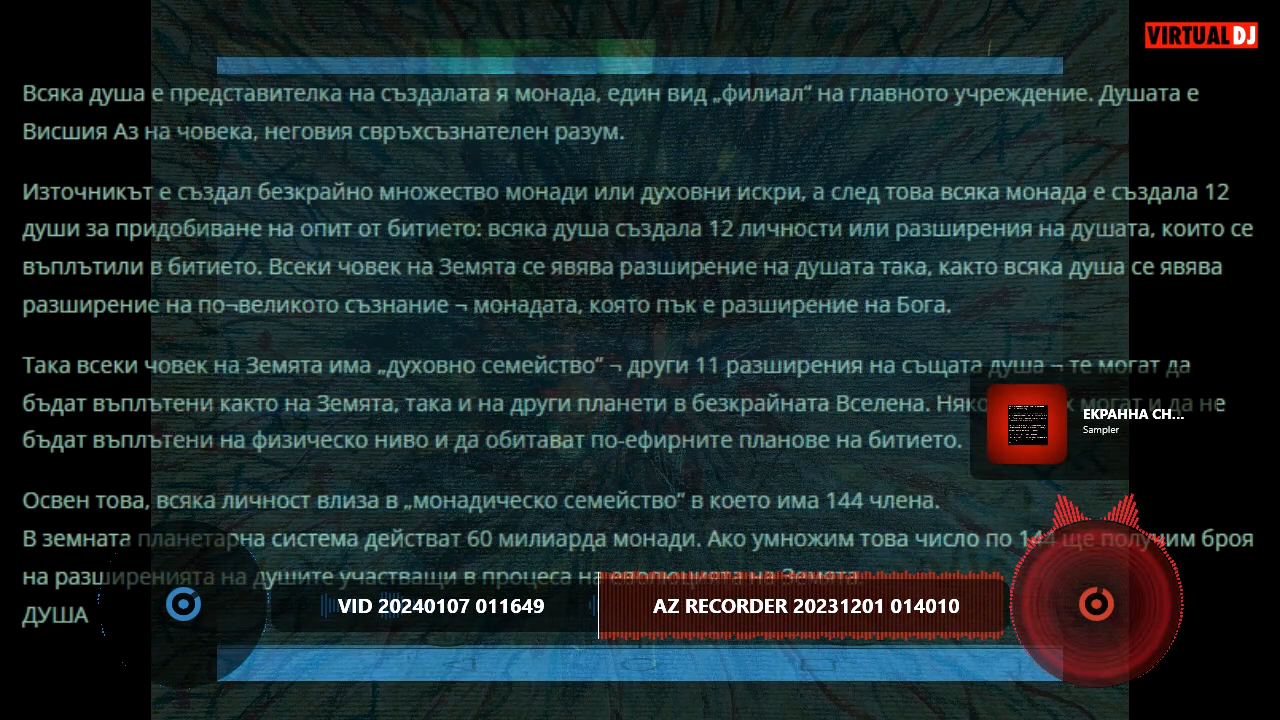 VIRTUAL DJ
Всяка душа е представителка на създалата я монада, един вид „филиал“ на главното учреждение. Душата е
Висшия Аз на човека, неговия свръхсъзнателен разум.
Източникът е създал безкрайно множество монади или духовни искри, а след това всяка монада е създала 12
души за придобиване на опит от битието: всяка душа създала 12 личности или разширения на душата, които се
въплътили в битието. Всеки човек на Земята се явява разширение на душата така, както всяка душа се явява
разширение на по¬великото съзнание ¬ монадата, която пък е разширение на Бога.
Така всеки човек на Земята има „духовно семейство“ ¬ други 11 разширения на същата душа ¬ те могат да
бъдат въплътени както на Земята, така и на други планети в безкрайната Вселена. могат и да не
бъдат въплътени на физическо ниво и да обитават по-ефирните планове на битието.
ЕКРАННА СН...
Sampler
Освен това, всяка личност влиза в „монадическо семейство“ в което има 144 члена.
В земната планетарна система действат 60 милиарда монади. Ако умножим това число по 144 ще получим броя
на разширенията на душите участващи в процеса на еволюцията на Земята.
ДУША
VID 20240107 011649
AZ RECORDER 20231201 014010